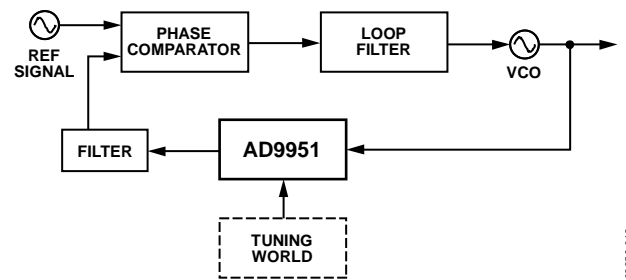 REF
SIGNAL
PHASE
COMPARATOR
LOOP
FILTER
VCO
FILTER
AD9951
TUNING
WORLD